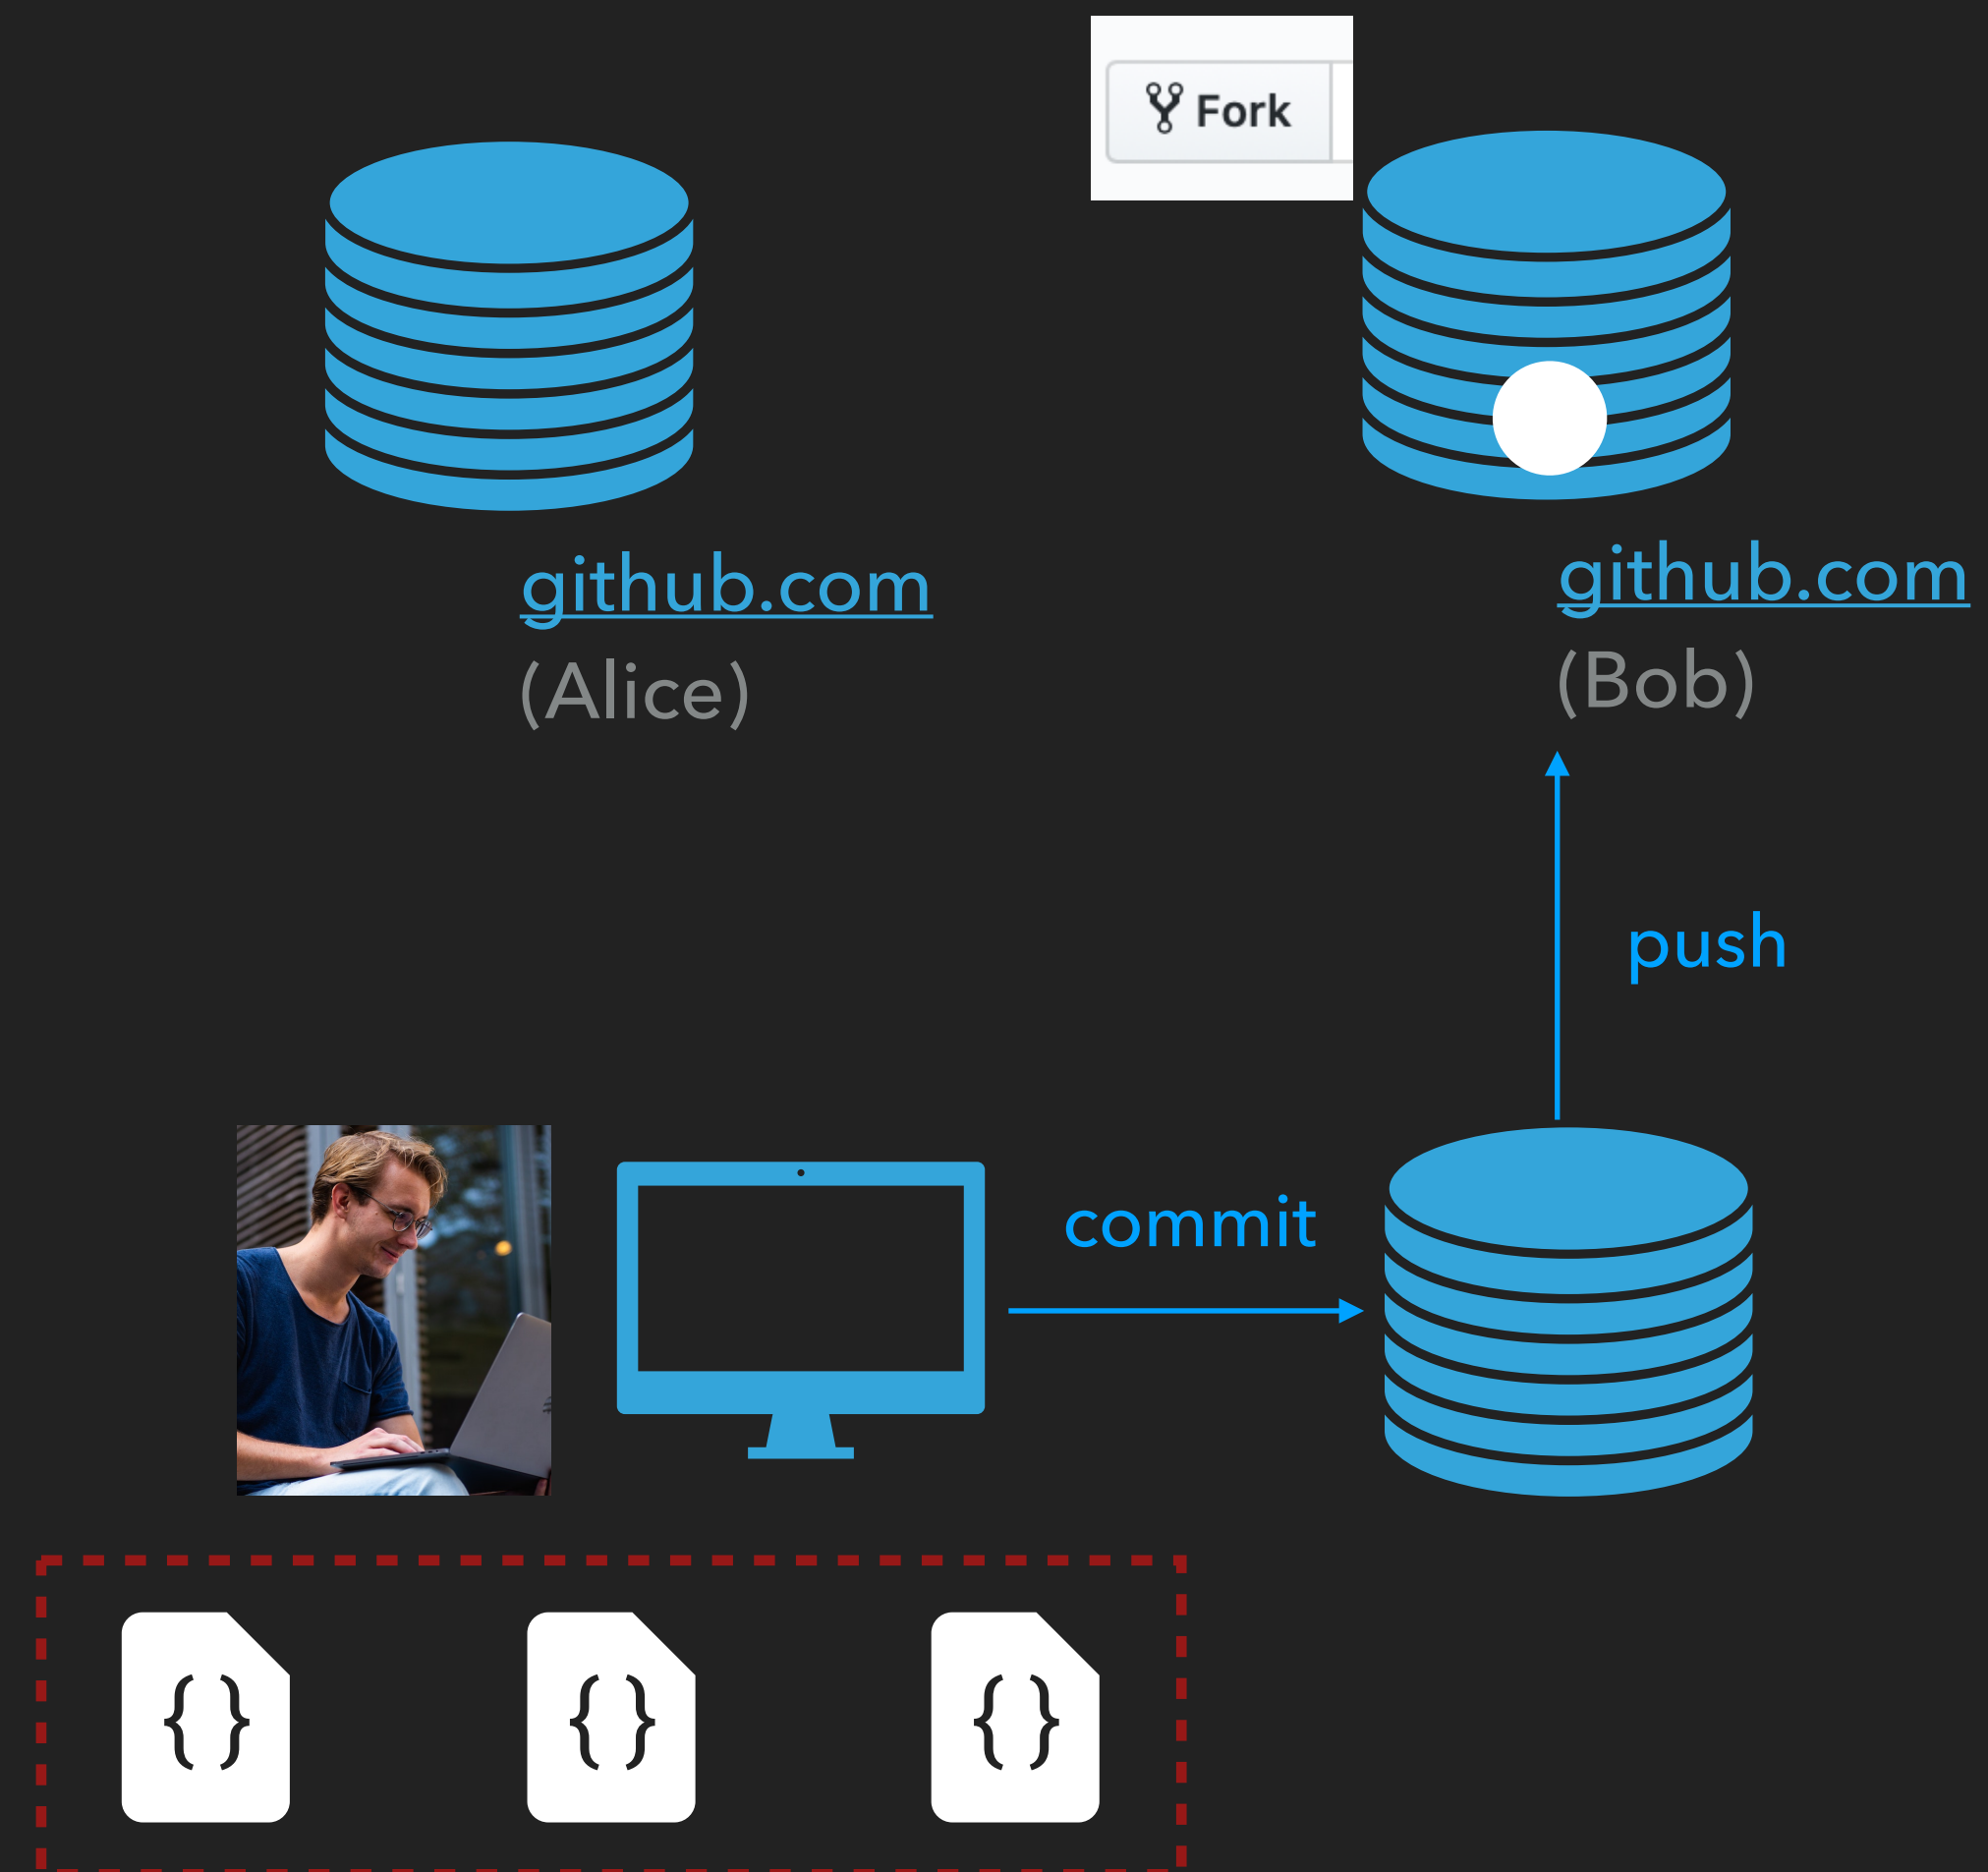 Fork
github.com
(Alice)
github.com
(Bob)
push
commit
{ }
{ }
{ }